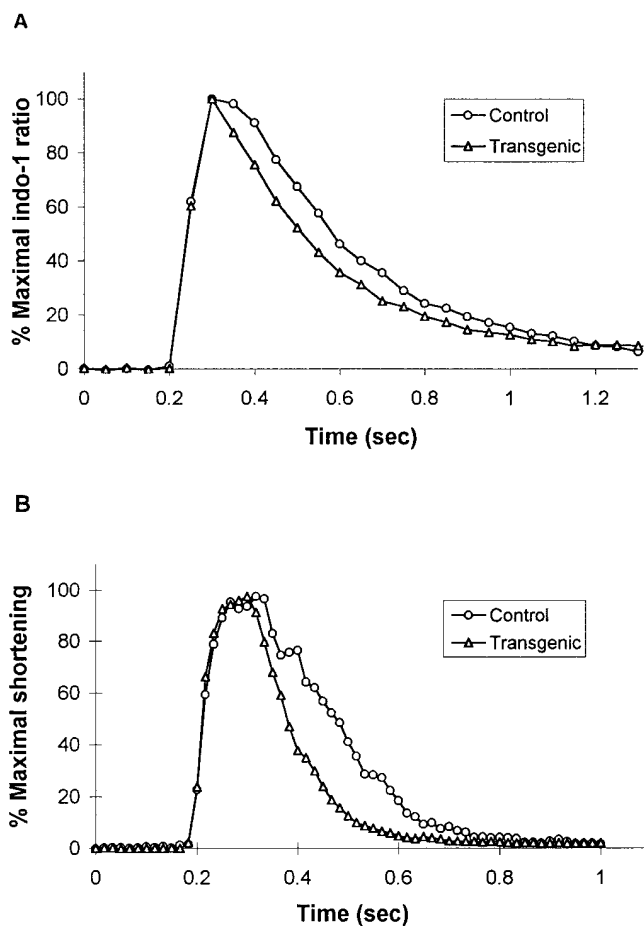 A
% Maximal indo-1 ratio
100
80
60
40
20
0
Control
Transgenic
0 0.2 0.4 0.6 0.8 1 1.2
Time (sec)
B
% Maximal shortening
100
80
60
40
20
0
Control
Transgenic
0 0.2 0.4 0.6 0.8 1
Time (sec)